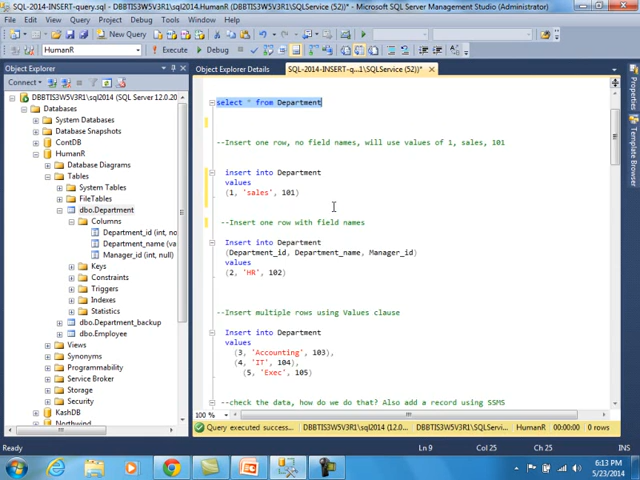 SQL-2014-INSERT-query.sql - DBBTIS3W5V3R1\sql2014.HumanR (DBBTIS3W5V3R1\SQLService (52))* - Microsoft SQL Server Management Studio (Administrator)
File Edit View Query Project Debug Tools Window Help
New Query
HumanR Execute Debug
Object Explorer
Object Explorer Details
SQL-2014-INSERT-q...1\SQLService (52))*
Connect
DBBTIS3W5V3R1\sql2014 (SQL Server 12.0.20
Databases
System Databases
Database Snapshots
ContDB
HumanR
Database Diagrams
Tables
System Tables
FileTables
dbo.Department
Columns
Department_id (int, no
Department_name (va
Manager_id (int, null)
Keys
Constraints
Triggers
Indexes
Statistics
dbo.Department_backup
dbo.Employee
Views
Synonyms
Programmability
Service Broker
Storage
Security
KashDB
Northwind
select * from Department
--Insert one row, no field names, will use values of 1, sales, 101
insert into Department
values
(1, 'sales', 101)
--Insert one row with field names
Insert into Department
(Department_id, Department_name, Manager_id)
values
(2, 'HR', 102)
--Insert multiple rows using Values clause
Insert into Department
values
(3, 'Accounting', 103),
(4, 'IT', 104),
(5, 'Exec', 105)
--check the data, how do we do that? Also add a record using SSMS
100 %
Query executed success...
DBBTIS3W5V3R1\sql2014 (12.0...
DBBTIS3W5V3R1\SQLServ...
HumanR
00:00:00
0 rows
Properties
Template Explorer
Ready
Ln 9
Col 25
Ch 25
INS
6:13 PM
5/23/2014